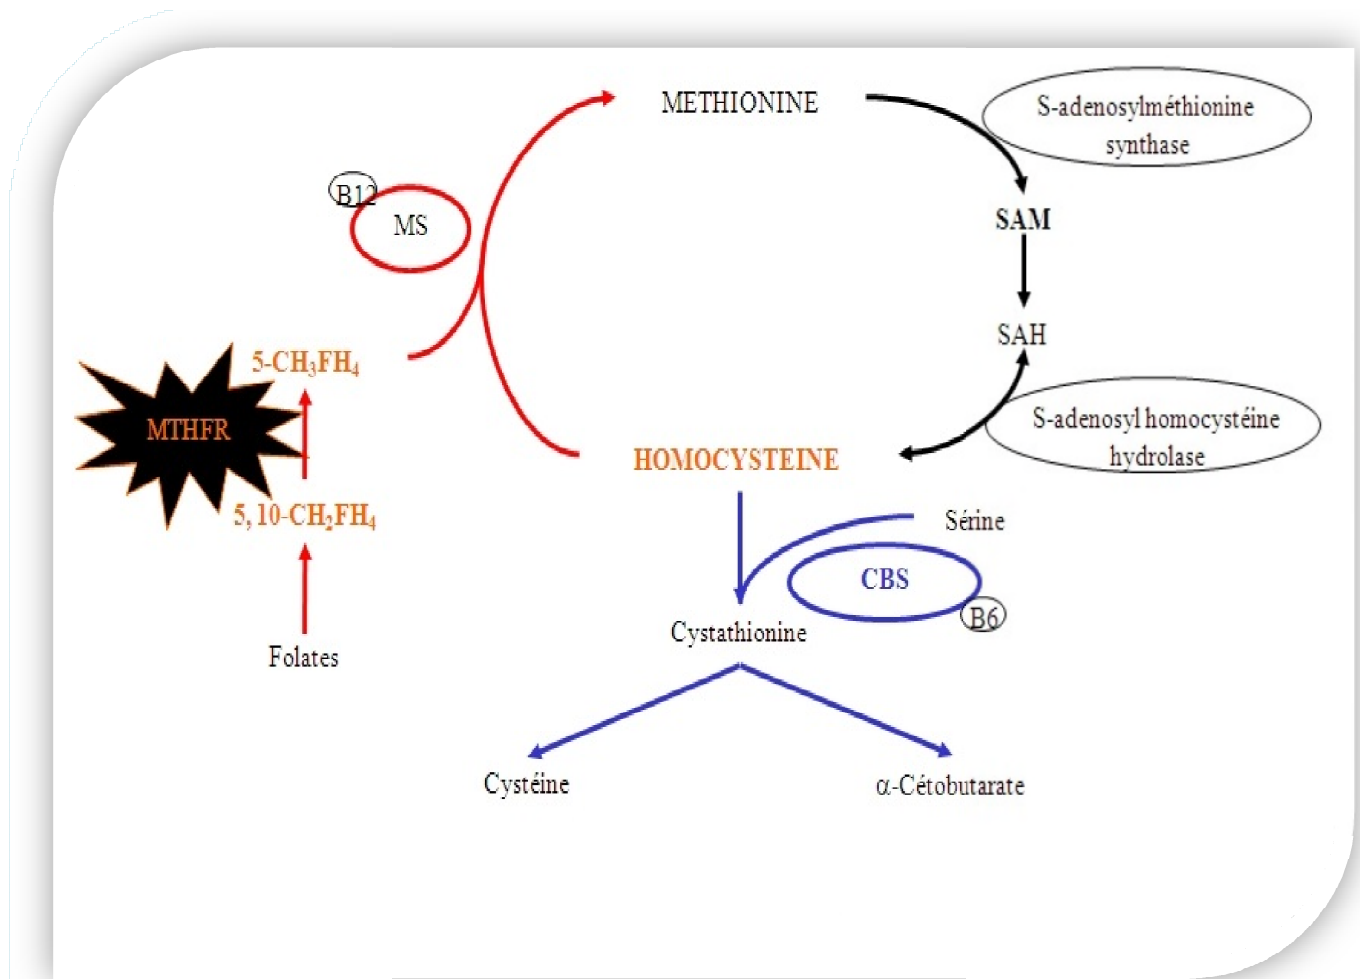 METHIONINE
S-adenosylméthionine
synthase
B12
MS
SAM
SAH
5-CH₃FH₄
MTHFR
S-adenosyl homocystéine
hydrolase
HOMOCYSTEINE
5, 10-CH₂FH₄
Sérine
CBS
B6
Cystathionine
Folates
Cystéine
α-Cétobutarate